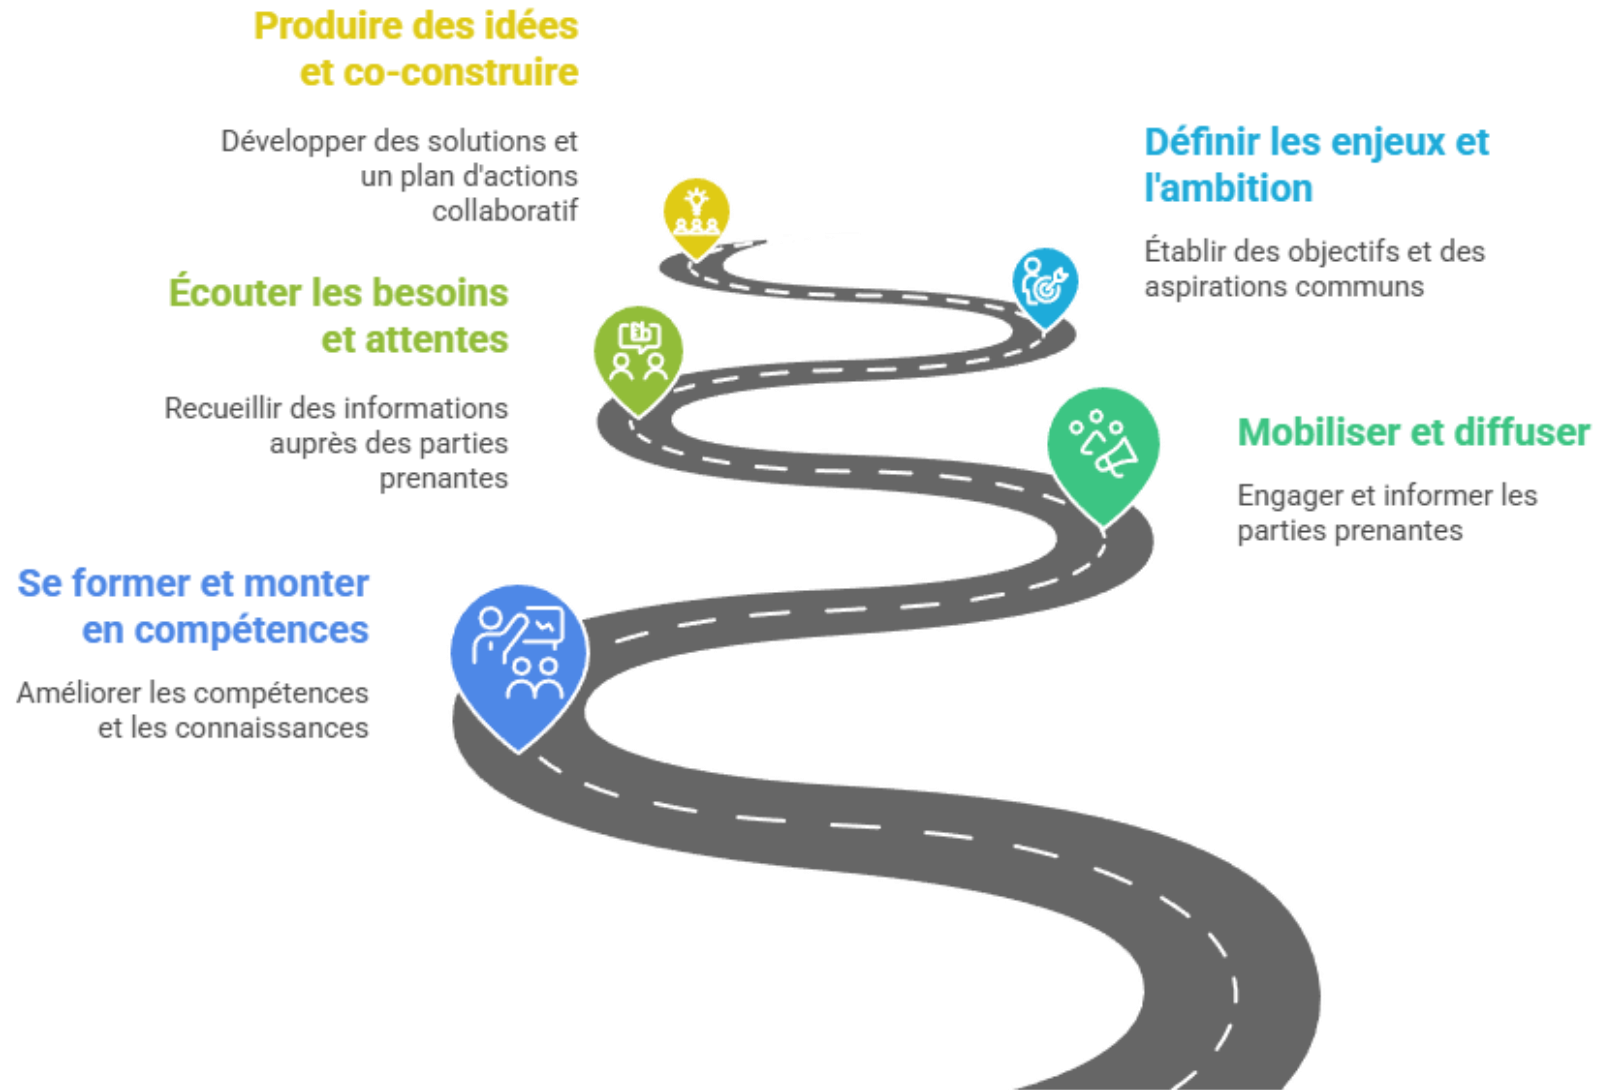 Produire des idées
et co-construire
Développer des solutions et
un plan d'actions
collaboratif
Définir les enjeux et
l'ambition
Établir des objectifs et des
aspirations communs
Écouter les besoins
et attentes
Recueillir des informations
auprès des parties
prenantes
Mobiliser et diffuser
Engager et informer les
parties prenantes
Se former et monter
en compétences
Améliorer les compétences
et les connaissances